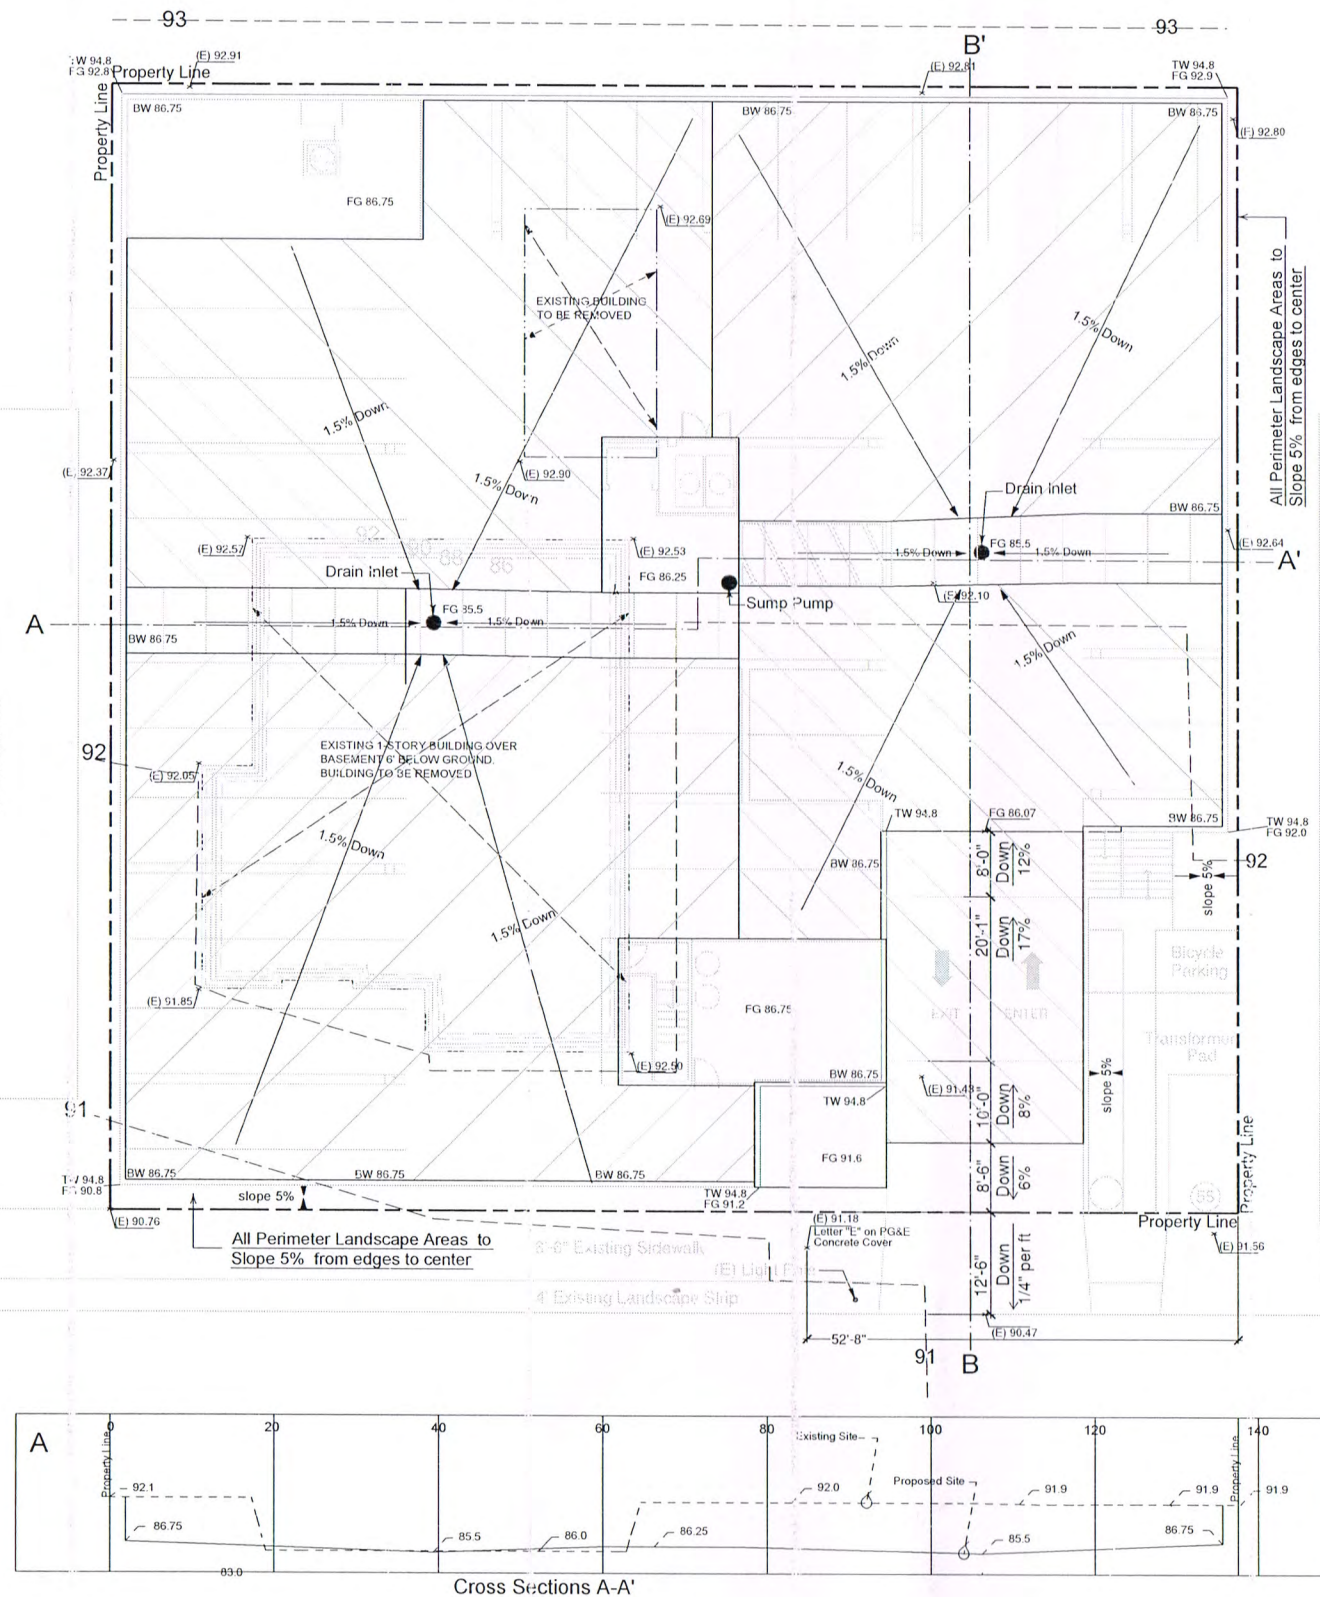 93
93
B'
(E) 92.91
(E) 92.81
TW 94.8
FG 92.9
W 94.8
FG 92.8
Property Line
Property Line
BW 86.75
BW 86.75
BW 86.75
(E) 92.80
FG 86.75
(E) 92.69
All Perimeter Landscape Areas to
Slope 5% from edges to center
EXISTING BUILDING
TO BE REMOVED
1.5% Down
1.5% Down
1.5% Down
(E) 92.37
(E) 92.90
1.5% Down
Drain Inlet
BW 86.75
92
90
88
86
(E) 92.57
(E) 92.53
(E) 92.64
FG 85.5
1.5% Down
1.5% Down
A'
Drain Inlet
FG 86.25
(E) 92.10
Sump Pump
FG 85.5
A
1.5% Down
1.5% Down
BW 86.75
1.5% Down
92
(E) 92.05
EXISTING 1-STORY BUILDING OVER
BASEMENT 6' BELOW GROUND.
BUILDING TO BE REMOVED
1.5% Down
TW 94.8
FG 86.07
BW 86.75
TW 94.8
FG 92.0
1.5% Down
BW 86.75
8'-0"
Down
12%
92
slope 5%
1.5% Down
20'-1"
Down
17%
Bicycle
Parking
(E) 91.85
FG 86.75
EXIT
ENTER
Transformer
Pad
(E) 92.50
BW 86.75
(E) 91.43
slope 5%
TW 94.8
10'-0"
Down
8%
91
Property Line
BW 86.75
BW 86.75
BW 86.75
FG 91.6
8'-6"
Down
6%
94.8
90.8
slope 5%
TW 94.8
FG 91.2
55
(E) 90.76
(E) 91.18
Letter "E" on PG&E
Concrete Cover
Property Line
(E) 91.56
All Perimeter Landscape Areas to
Slope 5% from edges to center
Existing Sidewalk
(E) Light
4' Existing Landscape Strip
12'-6"
Down
1/4" per ft
(E) 90.47
52'-8"
91
B
A
0
20
40
60
80
100
120
140
Property Line
Existing Site
Property Line
92.1
Proposed Site
92.0
91.9
91.9
91.9
86.75
85.5
86.0
86.25
85.5
86.75
83.0
Cross Sections A-A'